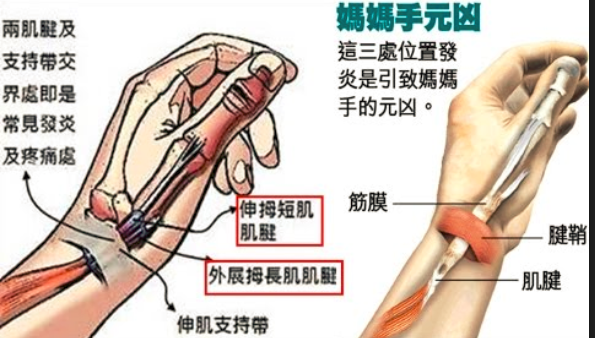 兩肌腱及
支持帶交
界處即是
常見發炎
及疼痛處
伸拇短肌
肌腱
外展拇長肌肌腱
伸肌支持帶
媽媽手元凶
這三處位置發
炎是引致媽媽
手的元凶。
筋膜
腱鞘
肌腱